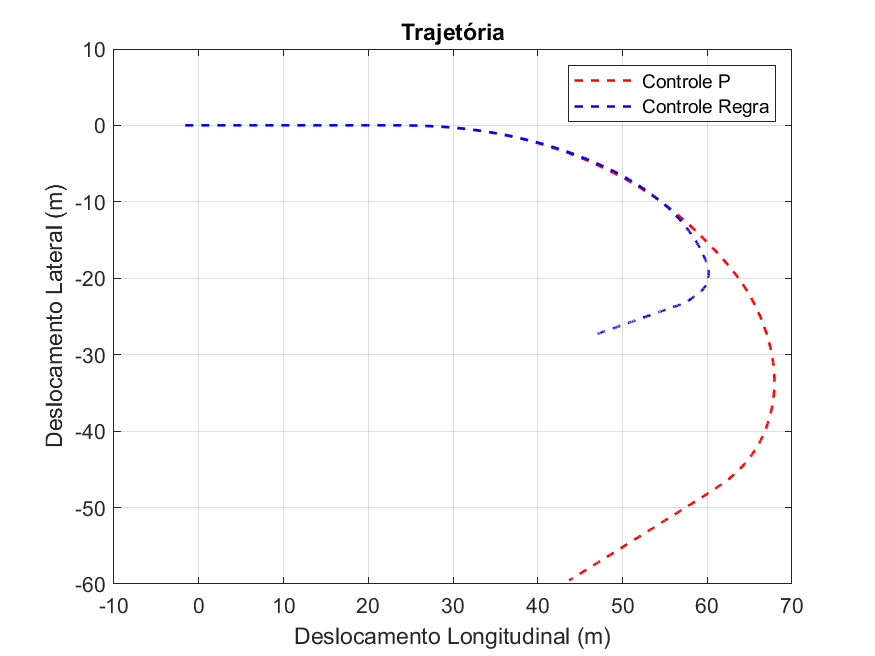 Trajetória
Controle P
Controle Regra
10
0
-10
-20
-30
-40
-50
-60
Deslocamento Lateral (m)
-10 0 10 20 30 40 50 60 70
Deslocamento Longitudinal (m)